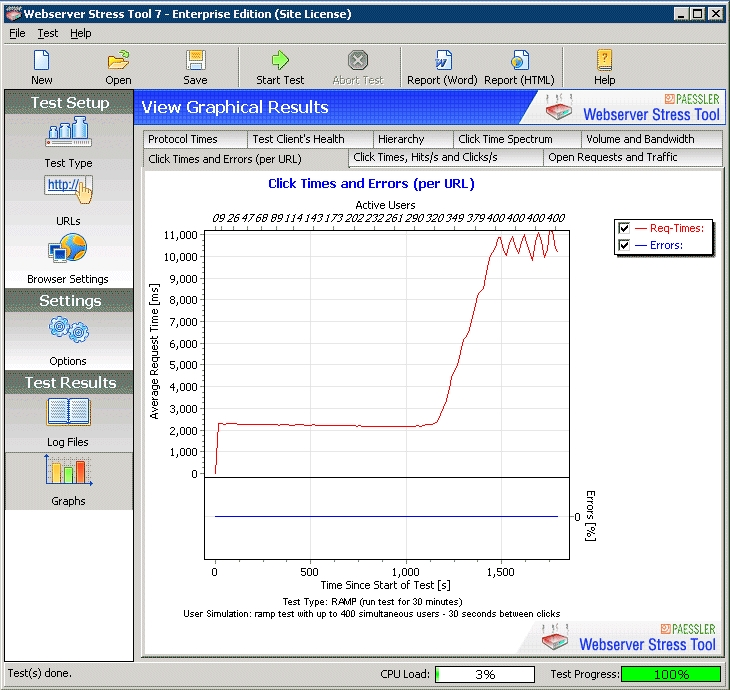 Webserver Stress Tool 7 - Enterprise Edition (Site License)
File Test Help
New Open Save Start Test Abort Test Report (Word) Report (HTML) Help
Test Setup
Test Type
http://
URLs
Browser Settings
Settings
Options
Test Results
Log Files
Graphs
View Graphical Results
PAESSLER
Webserver Stress Tool
Protocol Times Test Client's Health Hierarchy Click Time Spectrum Volume and Bandwidth
Click Times and Errors (per URL) Click Times, Hits/s and Clicks/s Open Requests and Traffic
Click Times and Errors (per URL)
Active Users
09 26 47 68 89 114 143 173 202 232 261 290 320 349 379 400 400 400 400
Req-Times:
Errors:
11,000
10,000
9,000
8,000
7,000
6,000
5,000
4,000
3,000
2,000
1,000
0
Average Request Time [ms]
0
Errors [%]
0 500 1,000 1,500
Time Since Start of Test [s]
Test Type: RAMP (run test for 30 minutes)
User Simulation: ramp test with up to 400 simultaneous users - 30 seconds between clicks
PAESSLER
Webserver Stress Tool
Test(s) done. CPU Load: 3% Test Progress: 100%